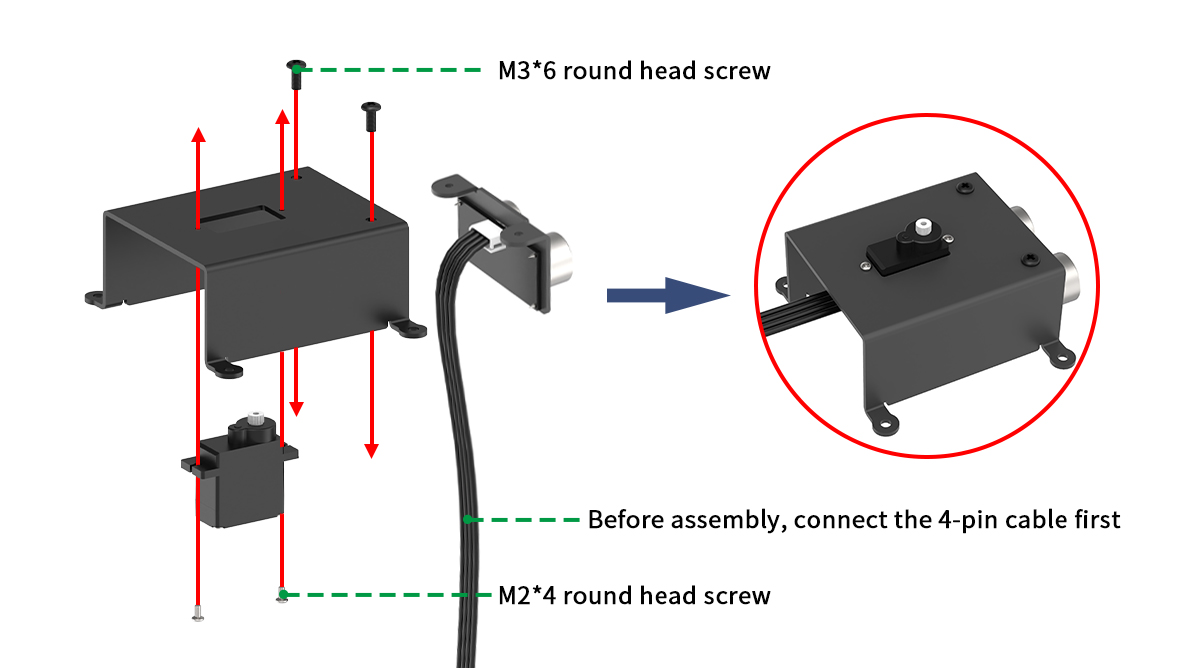 M3*6 round head screw
Before assembly, connect the 4-pin cable first
M2*4 round head screw